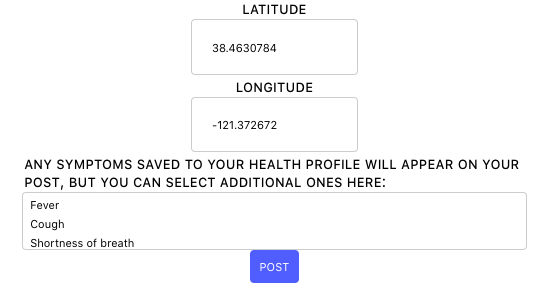 LATITUDE
38.4630784
LONGITUDE
-121.372672
ANY SYMPTOMS SAVED TO YOUR HEALTH PROFILE WILL APPEAR ON YOUR
POST, BUT YOU CAN SELECT ADDITIONAL ONES HERE:
Fever
Cough
Shortness of breath
POST